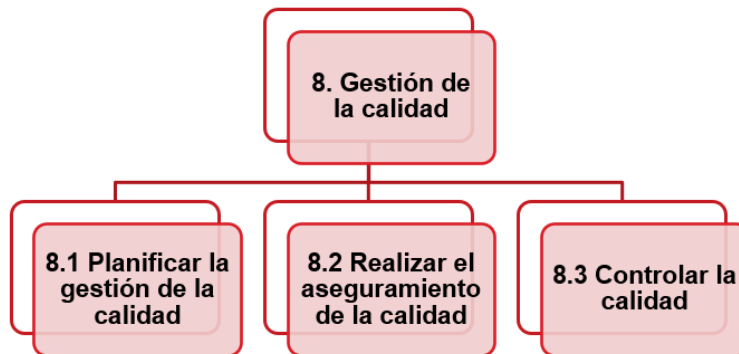 8. Gestión de
la calidad
8.1 Planificar la
gestión de la
calidad
8.2 Realizar el
aseguramiento
de la calidad
8.3 Controlar la
calidad